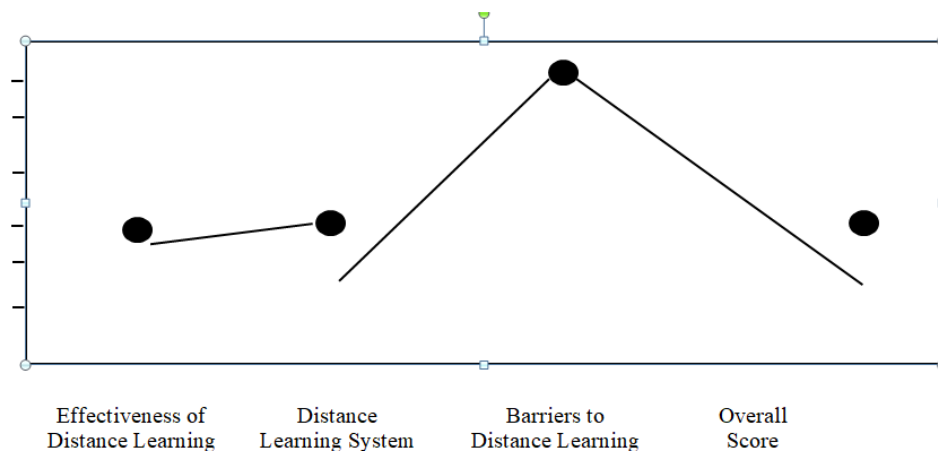 Effectiveness of
Distance Learning
Distance
Learning System
Barriers to
Distance Learning
Overall
Score